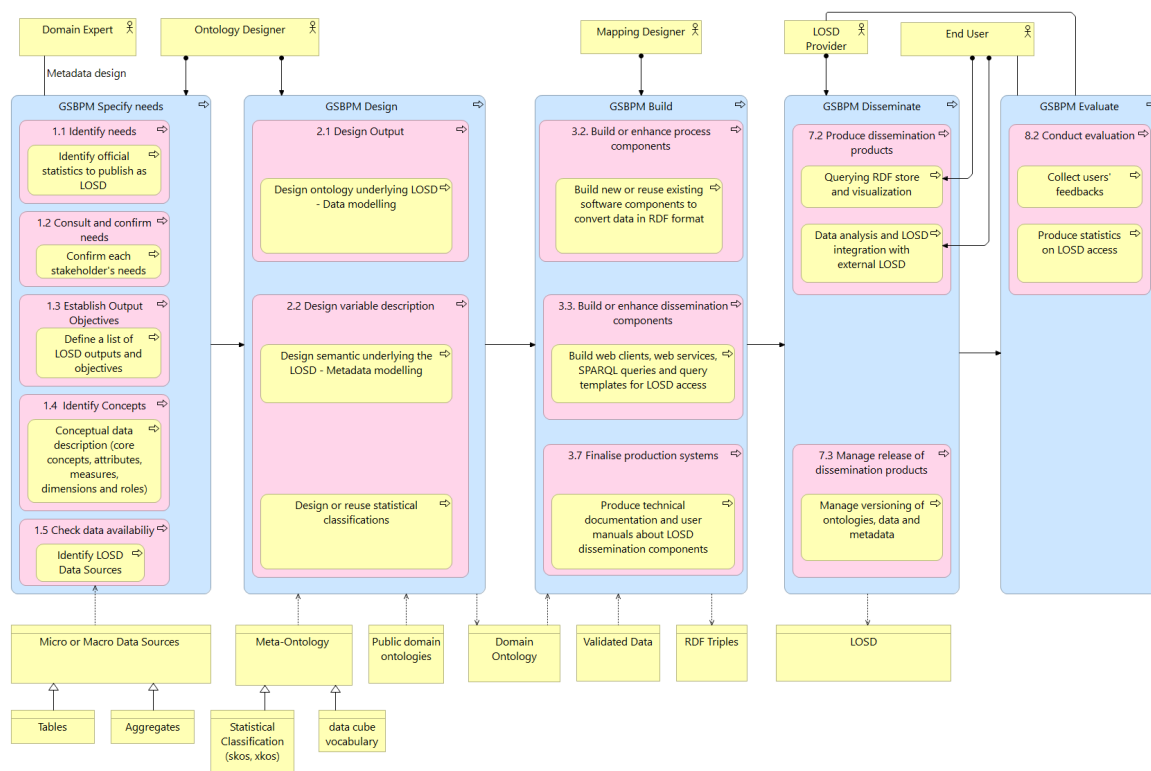 Domain Expert
Ontology Designer
Mapping Designer
LOSD
Provider
End User
Metadata design
GSBPM Specify needs
1.1 Identify needs
Identify official
statistics to publish as
LOSD
1.2 Consult and confirm
needs
Confirm each
stakeholder's needs
1.3 Establish Output
Objectives
Define a list of
LOSD outputs and
objectives
1.4 Identify Concepts
Conceptual data
description (core
concepts, attributes,
measures,
dimensions and roles)
1.5 Check data availabiliy
Identify LOSD
Data Sources
GSBPM Design
2.1 Design Output
Design ontology underlying LOSD
- Data modelling
2.2 Design variable description
Design semantic underlying the
LOSD - Metadata modelling
Design or reuse statistical
classifications
GSBPM Build
3.2. Build or enhance process
components
Build new or reuse existing
software components to
convert data in RDF format
3.3. Build or enhance dissemination
components
Build web clients, web services,
SPARQL queries and query
templates for LOSD access
3.7 Finalise production systems
Produce technical
documentation and user
manuals about LOSD
dissemination components
GSBPM Disseminate
7.2 Produce dissemination
products
Querying RDF store
and visualization
Data analysis and LOSD
integration with
external LOSD
7.3 Manage release of
dissemination products
Manage versioning of
ontologies, data and
metadata
GSBPM Evaluate
8.2 Conduct evaluation
Collect users'
feedbacks
Produce statistics
on LOSD access
Micro or Macro Data Sources
Meta-Ontology
Public domain
ontologies
Domain
Ontology
Validated Data
RDF Triples
LOSD
Tables
Aggregates
Statistical
Classification
(skos, xkos)
data cube
vocabulary